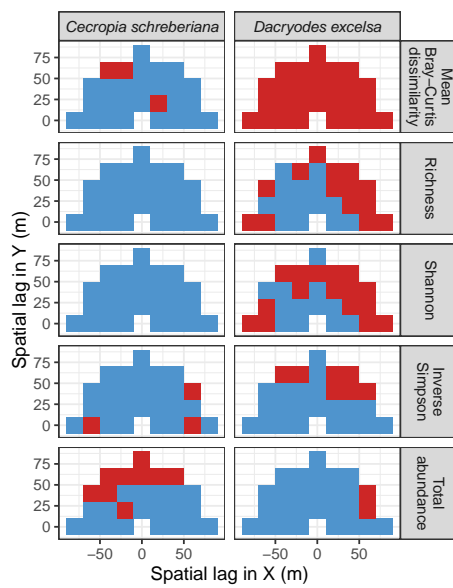 Cecropia schreberiana
Dacryodes excelsa
75
50
25
0
Mean
Bray−Curtis
dissimilarity
75
50
25
0
Richness
75
50
25
0
Shannon
75
50
25
0
Inverse
Simpson
75
50
25
0
Total
abundance
−50
0
50
−50
0
50
Spatial lag in Y (m)
Spatial lag in X (m)